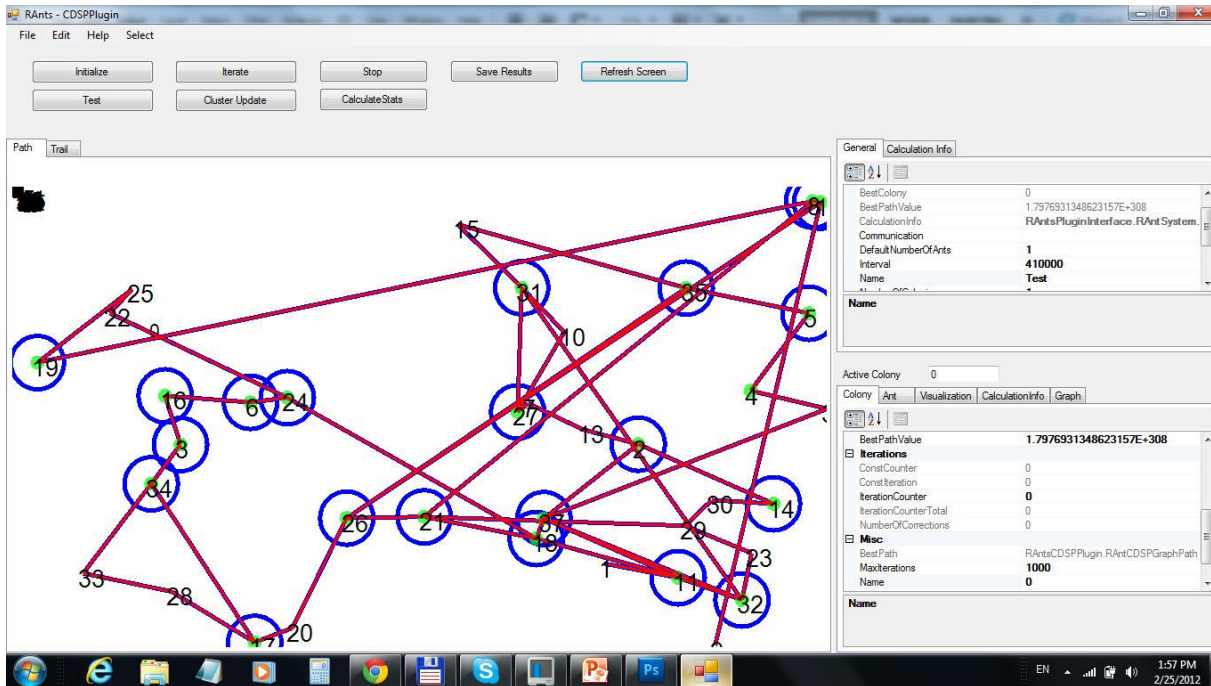 RAnts - CDSPPlugin
File Edit Help Select
Initialize Iterate Stop Save Results Refresh Screen
Test Cluster Update CalculateStats
Path Trail
General Calculation Info
BestColony 0
BestPathValue 1.7976931348623157E+308
CalculationInfo RAntsPluginInterface.RAntSystem.
Communication
DefaultNumberOfAnts 1
Interval 410000
Name Test
Name
Active Colony 0
Colony Ant Visualization CalculationInfo Graph
BestPathValue 1.7976931348623157E+308
Iterations
ConstCounter 0
ConstIteration 0
IterationCounter 0
IterationCounterTotal 0
NumberOfCorrections 0
Misc
BestPath RAntsCDSPPlugin.RAntCDSPGraphPath
MaxIterations 1000
Name 0
Name
15
25
31
35
22
5
10
19
16
6
24
27
4
13
2
3
34
30
14
26
21
37
29
18
23
1
11
33
28
32
20
17
EN 1:57 PM
2/25/2012